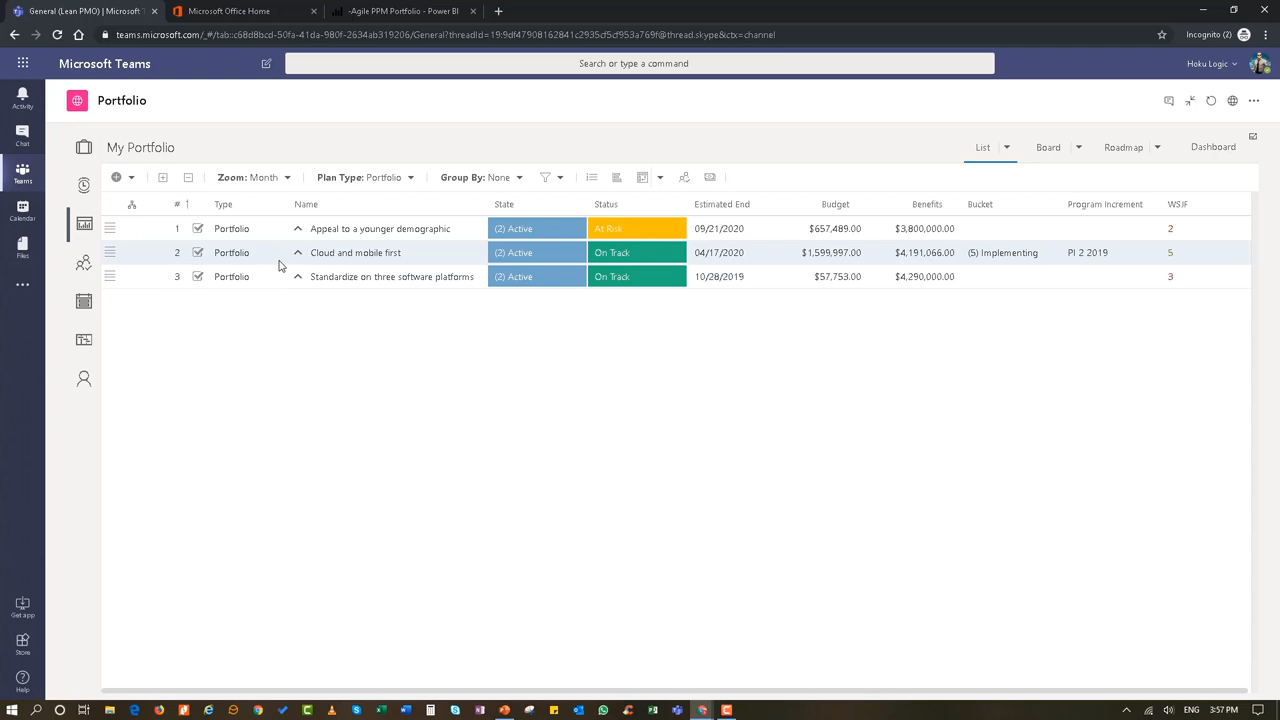 General (Lean PMO) | Microsoft T
Microsoft Office Home
-Agile PPM Portfolio - Power BI
teams.microsoft.com/_#/tab::c68d8bcd-50fa-41da-980f-2634ab319206/General?threadId=19:9df47908162841c2935cf5cf953a769f@thread.skype&ctx=channel
Incognito (2)
Microsoft Teams
Search or type a command
Hoku Logic
Activity
Chat
Teams
Calendar
Files
Get app
Store
Help
Portfolio
My Portfolio
List
Board
Roadmap
Dashboard
Zoom: Month
Plan Type: Portfolio
Group By: None
# Type Name State Status Estimated End Budget Benefits Bucket Program Increment WSJF
1 Portfolio Appeal to a younger demographic (2) Active At Risk 09/21/2020 $657,489.00 $3,800,000.00 2
2 Portfolio Cloud and mobile first (2) Active On Track 04/17/2020 $1,599,997.00 $4,191,066.00 (5) Implementing PI 2 2019 5
3 Portfolio Standardize on three software platforms (2) Active On Track 10/28/2019 $57,753.00 $4,290,000.00 3
3:57 PM